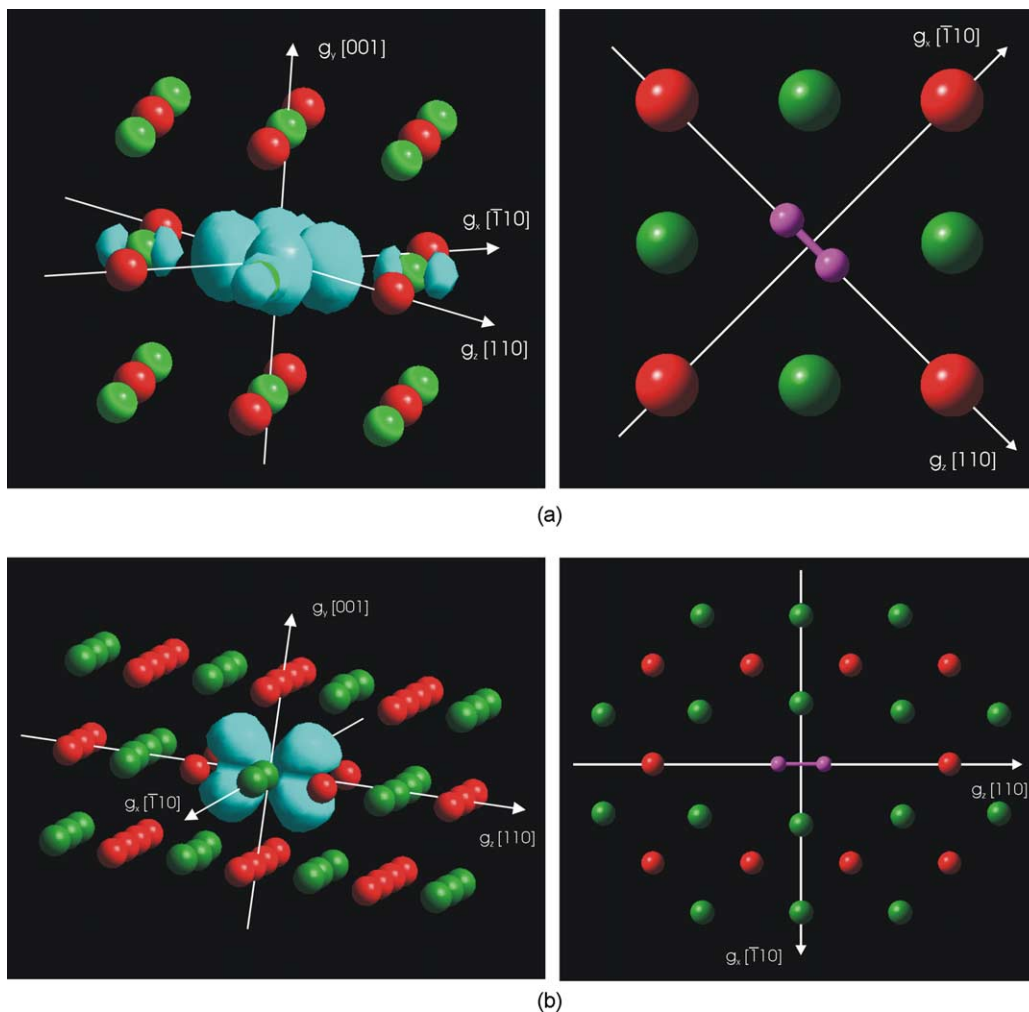 g_y [001]
g_x [1̅10]
g_z [110]
g_x [1̅10]
g_z [110]
(a)
g_y [001]
g_x [1̅10]
g_z [110]
g_z [110]
g_x [1̅10]
(b)